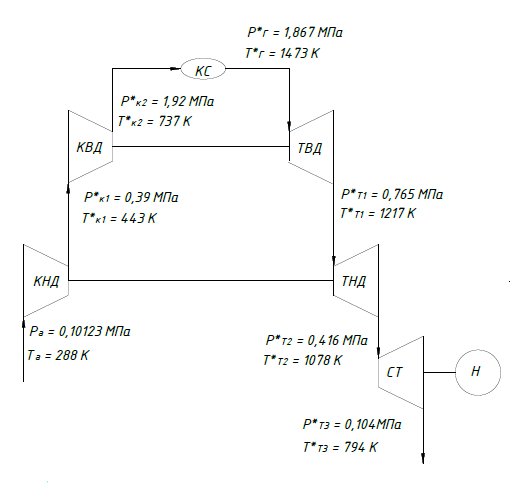 P*г = 1,867 МПа
T*г = 1473 К
КС
P*к2 = 1,92 МПа
T*к2 = 737 К
КВД
ТВД
P*к1 = 0,39 МПа
T*к1 = 443 К
P*т1 = 0,765 МПа
T*т1 = 1217 К
КНД
ТНД
Pа = 0,10123 МПа
Tа = 288 К
P*т2 = 0,416 МПа
T*т2 = 1078 К
СТ
Н
P*т3 = 0,104МПа
T*т3 = 794 К